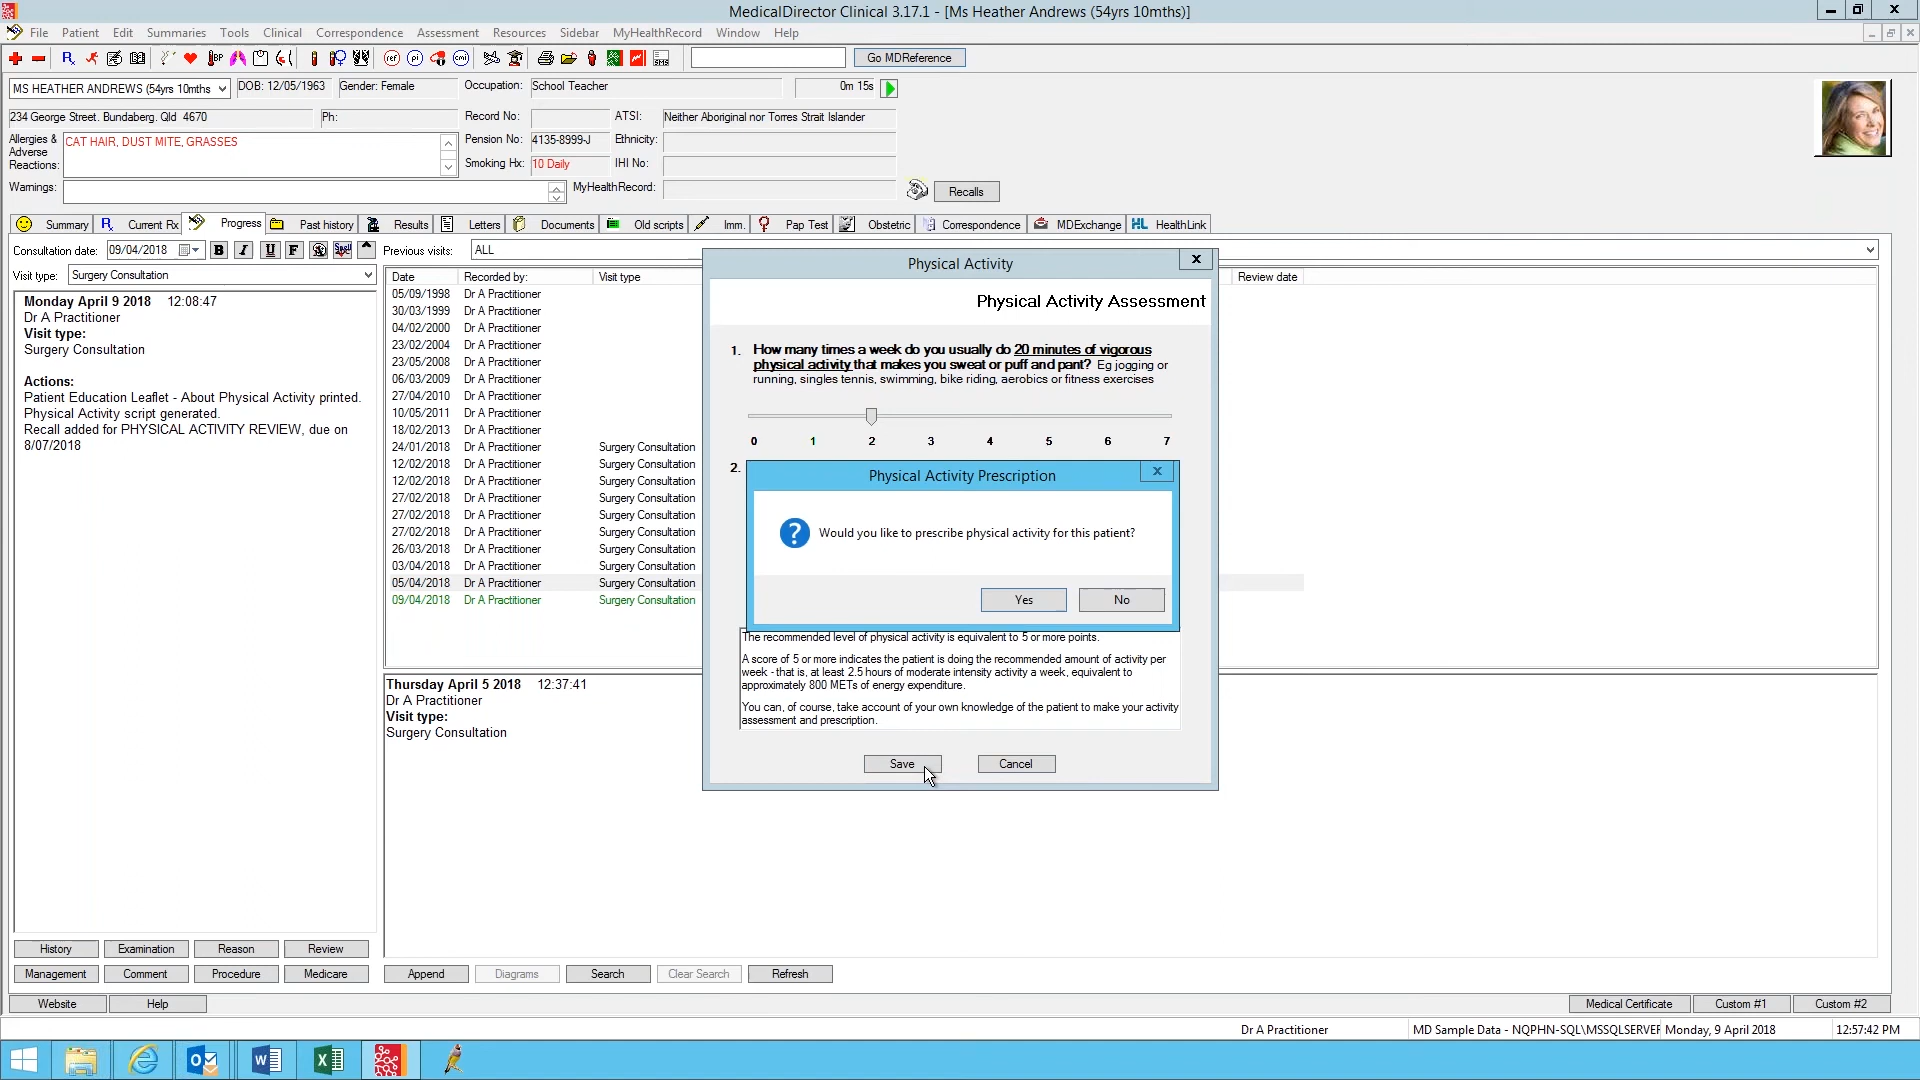 MedicalDirector Clinical 3.17.1 - [Ms Heather Andrews (54yrs 10mths)]
File Patient Edit Summaries Tools Clinical Correspondence Assessment Resources Sidebar MyHealthRecord Window Help
Go MDReference
MS HEATHER ANDREWS (54yrs 10mths DOB: 12/05/1963 Gender: Female Occupation: School Teacher 0m 15s
234 George Street. Bundaberg. Qld 4670 Ph: Record No: ATSI: Neither Aboriginal nor Torres Strait Islander
Allergies & Adverse Reactions: CAT HAIR, DUST MITE, GRASSES Pension No: 4135-8999-J Ethnicity:
Smoking Hx: 10 Daily IHI No:
Warnings: MyHealthRecord: Recalls
Summary Current Rx Progress Past history Results Letters Documents Old scripts Imm. Pap Test Obstetric Correspondence MDExchange HealthLink
Consultation date: 09/04/2018 B I U F Previous visits: ALL
Visit type: Surgery Consultation
Monday April 9 2018 12:08:47
Dr A Practitioner
Visit type:
Surgery Consultation
Actions:
Patient Education Leaflet - About Physical Activity printed.
Physical Activity script generated.
Recall added for PHYSICAL ACTIVITY REVIEW, due on
8/07/2018
Date Recorded by: Visit type Review date
05/09/1998 Dr A Practitioner
30/03/1999 Dr A Practitioner
04/02/2000 Dr A Practitioner
23/02/2004 Dr A Practitioner
23/05/2008 Dr A Practitioner
06/03/2009 Dr A Practitioner
27/04/2010 Dr A Practitioner
10/05/2011 Dr A Practitioner
18/02/2013 Dr A Practitioner
24/01/2018 Dr A Practitioner Surgery Consultation
12/02/2018 Dr A Practitioner Surgery Consultation
12/02/2018 Dr A Practitioner Surgery Consultation
27/02/2018 Dr A Practitioner Surgery Consultation
27/02/2018 Dr A Practitioner Surgery Consultation
27/02/2018 Dr A Practitioner Surgery Consultation
26/03/2018 Dr A Practitioner Surgery Consultation
03/04/2018 Dr A Practitioner Surgery Consultation
05/04/2018 Dr A Practitioner Surgery Consultation
09/04/2018 Dr A Practitioner Surgery Consultation
Thursday April 5 2018 12:37:41
Dr A Practitioner
Visit type:
Surgery Consultation
Physical Activity
Physical Activity Assessment
1. How many times a week do you usually do 20 minutes of vigorous
physical activity that makes you sweat or puff and pant? Eg jogging or
running, singles tennis, swimming, bike riding, aerobics or fitness exercises
0 1 2 3 4 5 6 7
2.
Physical Activity Prescription
Would you like to prescribe physical activity for this patient?
Yes No
The recommended level of physical activity is equivalent to 5 or more points.
A score of 5 or more indicates the patient is doing the recommended amount of activity per
week - that is, at least 2.5 hours of moderate intensity activity a week, equivalent to
approximately 800 METs of energy expenditure.
You can, of course, take account of your own knowledge of the patient to make your activity
assessment and prescription.
Save Cancel
History Examination Reason Review
Management Comment Procedure Medicare Append Diagrams Search Clear Search Refresh
Website Help Medical Certificate Custom #1 Custom #2
Dr A Practitioner MD Sample Data - NQPHN-SQL\MSSQLSERVER Monday, 9 April 2018 12:57:42 PM